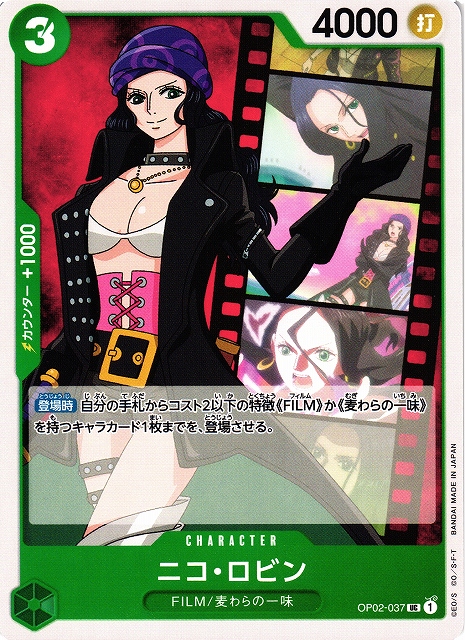 3
4000
打
カウンター +1000
登場時 自分の手札からコスト2以下の特徴《FILM》か《麦わらの一味》
を持つキャラカード1枚までを、登場させる。
CHARACTER
ニコ・ロビン
FILM/麦わらの一味
OP02-037 UC 1
©E.O/S ©O./S・F・T BANDAI MADE IN JAPAN